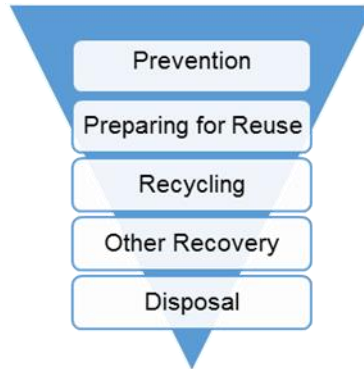 Prevention
Preparing for Reuse
Recycling
Other Recovery
Disposal